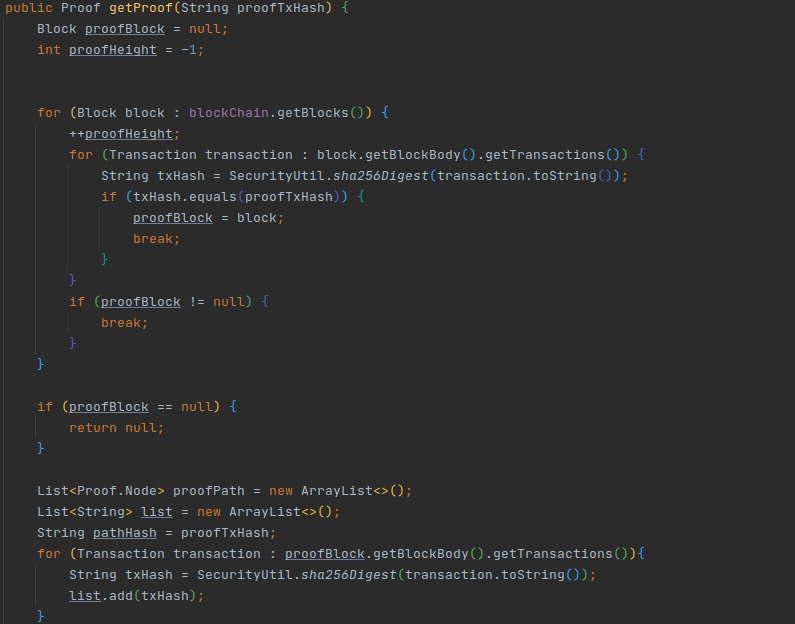 public Proof getProof(String proofTxHash) {
    Block proofBlock = null;
    int proofHeight = -1;
    for (Block block : blockChain.getBlocks()) {
        ++proofHeight;
        for (Transaction transaction : block.getBlockBody().getTransactions()) {
            String txHash = SecurityUtil.sha256Digest(transaction.toString());
            if (txHash.equals(proofTxHash)) {
                proofBlock = block;
                break;
            }
        }
        if (proofBlock != null) {
            break;
        }
    }
    if (proofBlock == null) {
        return null;
    }
    List<Proof.Node> proofPath = new ArrayList<>();
    List<String> list = new ArrayList<>();
    String pathHash = proofTxHash;
    for (Transaction transaction : proofBlock.getBlockBody().getTransactions()){
        String txHash = SecurityUtil.sha256Digest(transaction.toString());
        list.add(txHash);
    }